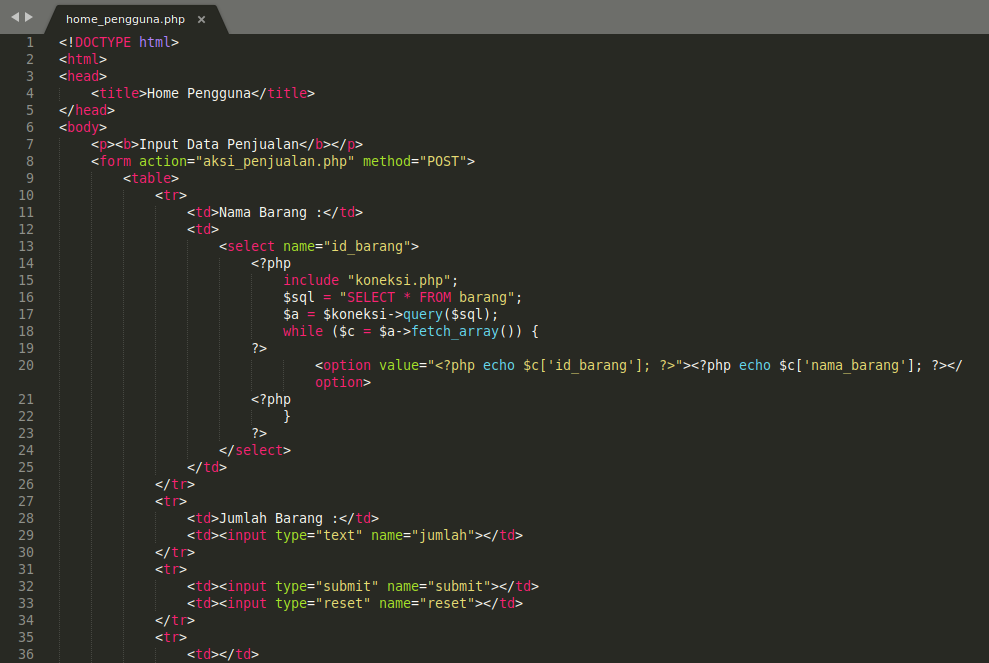 home_pengguna.php ×
1 <!DOCTYPE html>
2 <html>
3 <head>
4     <title>Home Pengguna</title>
5 </head>
6 <body>
7     <p><b>Input Data Penjualan</b></p>
8     <form action="aksi_penjualan.php" method="POST">
9         <table>
10             <tr>
11                 <td>Nama Barang :</td>
12                 <td>
13                     <select name="id_barang">
14                         <?php
15                             include "koneksi.php";
16                             $sql = "SELECT * FROM barang";
17                             $a = $koneksi->query($sql);
18                             while ($c = $a->fetch_array()) {
19                         ?>
20                                 <option value="<?php echo $c['id_barang']; ?>"><?php echo $c['nama_barang']; ?></
                                option>
21                         <?php
22                             }
23                         ?>
24                     </select>
25                 </td>
26             </tr>
27             <tr>
28                 <td>Jumlah Barang :</td>
29                 <td><input type="text" name="jumlah"></td>
30             </tr>
31             <tr>
32                 <td><input type="submit" name="submit"></td>
33                 <td><input type="reset" name="reset"></td>
34             </tr>
35             <tr>
36                 <td></td>